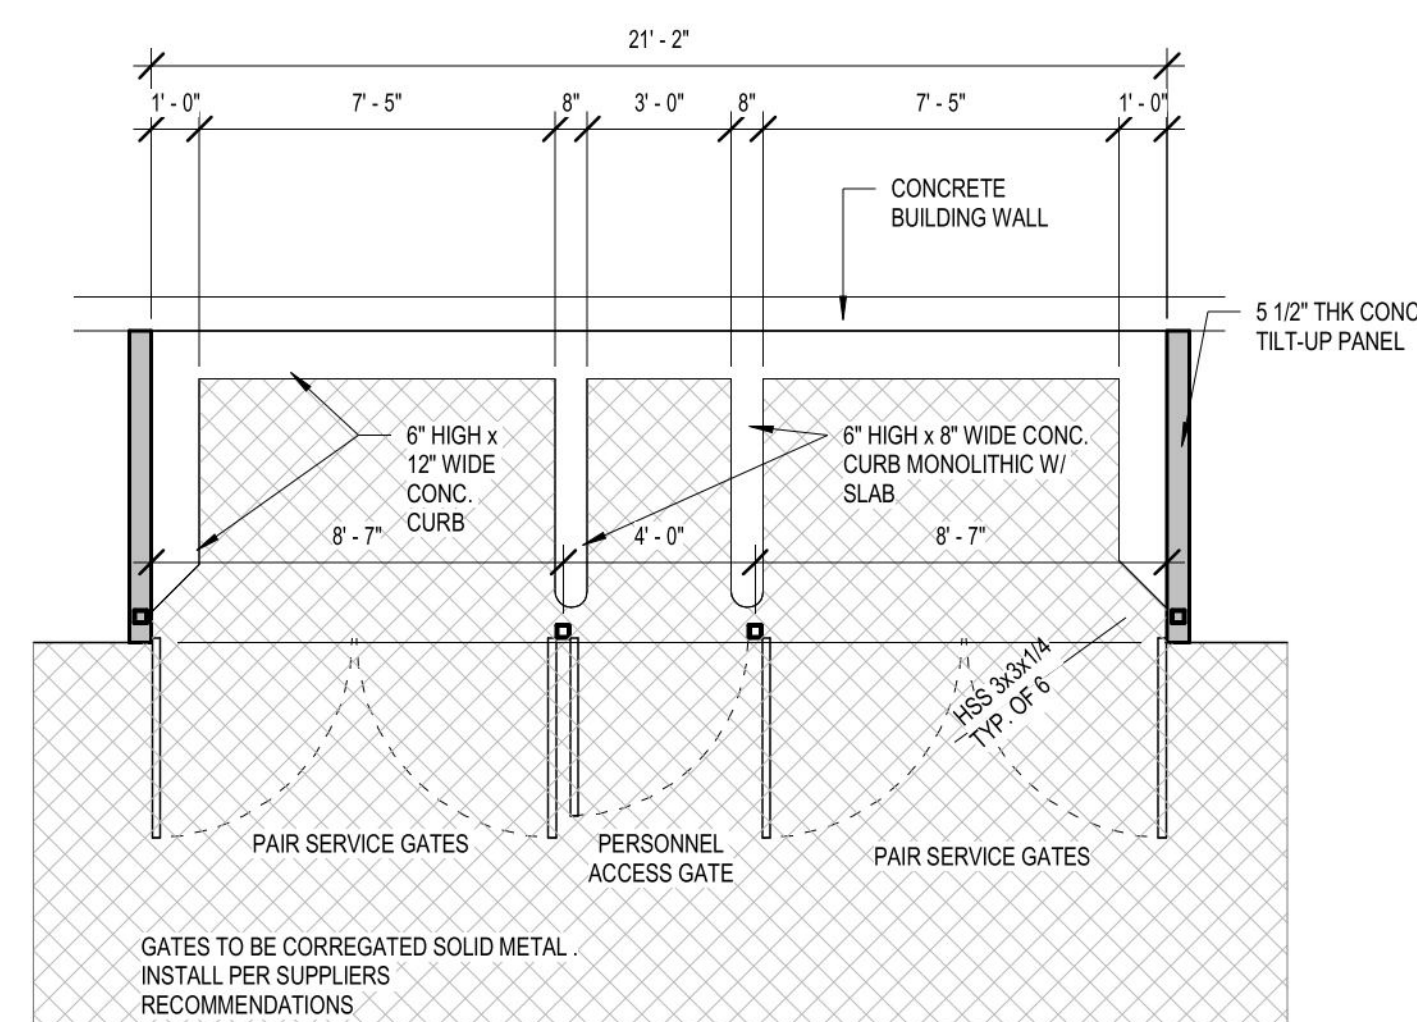 21' - 2"
1' - 0"
7' - 5"
8"
3' - 0"
8"
7' - 5"
1' - 0"
CONCRETE
BUILDING WALL
5 1/2" THK CONC
TILT-UP PANEL
6" HIGH x
12" WIDE
CONC.
CURB
6" HIGH x 8" WIDE CONC.
CURB MONOLITHIC W/
SLAB
8' - 7"
4' - 0"
8' - 7"
HSS 3x3x1/4
TYP. OF 6
PAIR SERVICE GATES
PERSONNEL
ACCESS GATE
PAIR SERVICE GATES
GATES TO BE CORREGATED SOLID METAL .
INSTALL PER SUPPLIERS
RECOMMENDATIONS